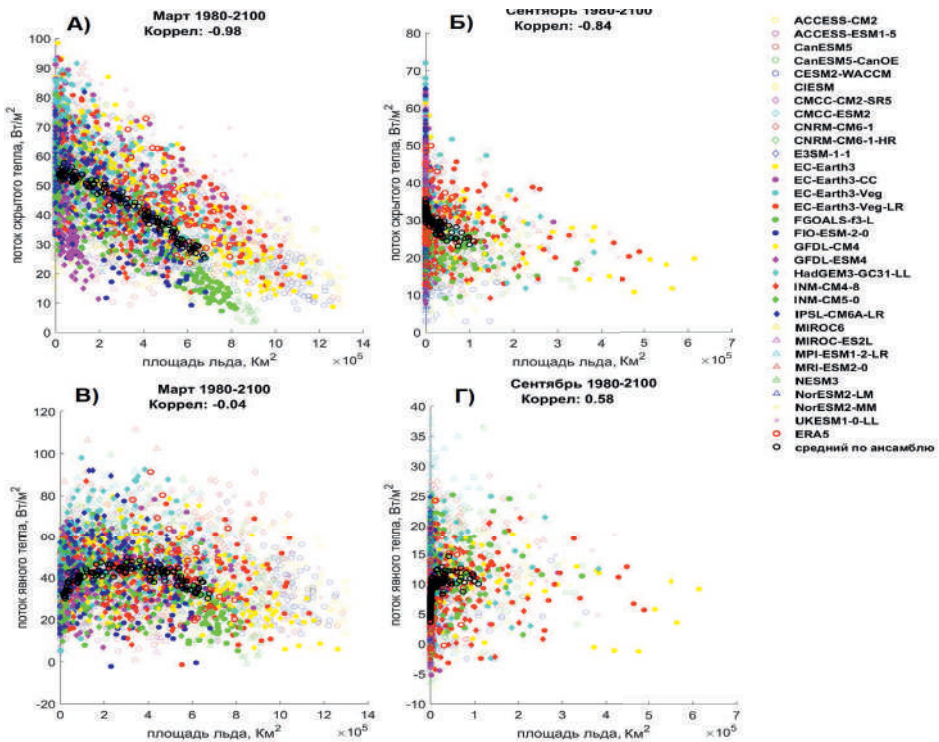 А)
Март 1980-2100
Коррел: -0.98
поток скрытого тепла, Вт/м²
100
90
80
70
60
50
40
30
20
10
0
0 2 4 6 8 10 12 14
площадь льда, Км² ×10⁵
Б)
Сентябрь 1980-2100
Коррел: -0.84
поток скрытого тепла, Вт/м²
80
70
60
50
40
30
20
10
0
0 1 2 3 4 5 6 7
площадь льда, Км² ×10⁵
В)
Март 1980-2100
Коррел: -0.04
поток явного тепла, Вт/м²
120
100
80
60
40
20
0
-20
0 2 4 6 8 10 12 14
площадь льда, Км² ×10⁵
Г)
Сентябрь 1980-2100
Коррел: 0.58
поток явного тепла, Вт/м²
40
35
30
25
20
15
10
5
0
-5
-10
0 1 2 3 4 5 6 7
площадь льда, Км² ×10⁵
ACCESS-CM2
ACCESS-ESM1-5
CanESM5
CanESM5-CanOE
CESM2-WACCM
CIESM
CMCC-CM2-SR5
CMCC-ESM2
CNRM-CM6-1
CNRM-CM6-1-HR
E3SM-1-1
EC-Earth3
EC-Earth3-CC
EC-Earth3-Veg
EC-Earth3-Veg-LR
FGOALS-f3-L
FIO-ESM-2-0
GFDL-CM4
GFDL-ESM4
HadGEM3-GC31-LL
INM-CM4-8
INM-CM5-0
IPSL-CM6A-LR
MIROC6
MIROC-ES2L
MPI-ESM1-2-LR
MRI-ESM2-0
NESM3
NorESM2-LM
NorESM2-MM
UKESM1-0-LL
ERA5
средний по ансамблю